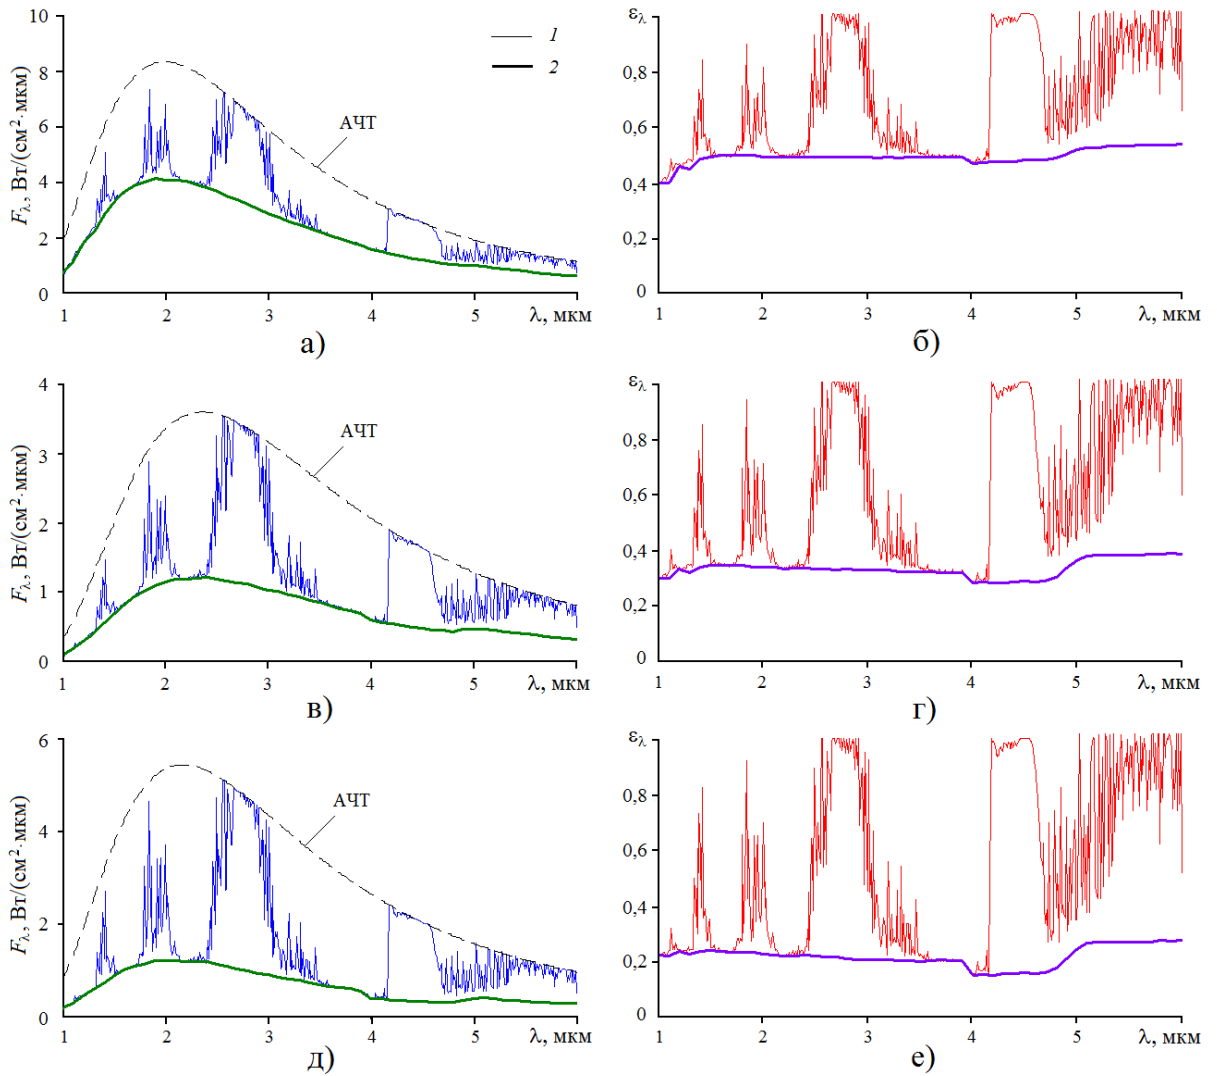 10
8
6
4
2
0
F_λ, Вт/(см²·мкм)
1
2
АЧТ
1 2 3 4 5 λ, мкм
а)
ε_λ
0,8
0,6
0,4
0,2
0
1 2 3 4 5 λ, мкм
б)
4
3
2
1
0
F_λ, Вт/(см²·мкм)
АЧТ
1 2 3 4 5 λ, мкм
в)
ε_λ
0,8
0,6
0,4
0,2
0
1 2 3 4 5 λ, мкм
г)
6
4
2
0
F_λ, Вт/(см²·мкм)
АЧТ
1 2 3 4 5 λ, мкм
д)
ε_λ
0,8
0,6
0,4
0,2
0
1 2 3 4 5 λ, мкм
е)